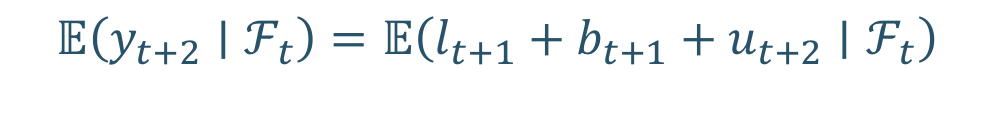 𝔼(y_{t+2} | ℱ_t) = 𝔼(l_{t+1} + b_{t+1} + u_{t+2} | ℱ_t)